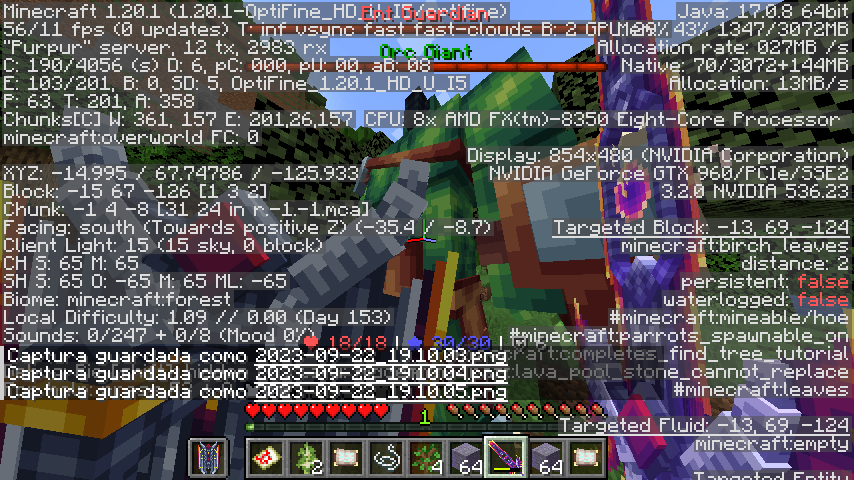 Minecraft 1.20.1 (1.20.1-OptiFine_HD_U_I5/vanilla)
Ent Guardian
56/11 fps (0 updates) T: inf vsync fast fast-clouds B: 2 GPU: 29%
"Purpur" server, 12 tx, 2983 rx
Orc Giant
C: 190/4056 (s) D: 6, pC: 000, pU: 00, aB: 03
E: 103/201, B: 0, SD: 5, OptiFine_1.20.1_HD_U_I5
P: 63, T: 201, A: 358
Chunks[C] W: 361, 157 E: 201,26,157
minecraft:overworld FC: 0
XYZ: -14.995 / 67.74786 / -125.933
Block: -15 67 -126 [1 3 2]
Chunk: -1 4 -8 [31 24 in r.-1.-1.mca]
Facing: south (Towards positive Z) (-35.4 / -8.7)
Client Light: 15 (15 sky, 0 block)
CH S: 65 M: 65
SH S: 65 O: -65 M: 65 ML: -65
Biome: minecraft:forest
Local Difficulty: 1.09 // 0.00 (Day 153)
Sounds: 0/247 + 0/8 (Mood 0%)
Java: 17.0.8 64bit
43% 1347/3072MB
Allocation rate: 027MB /s
Native: 70/3072+144MB
Allocation: 13MB/s
CPU: 8x AMD FX(tm)-8350 Eight-Core Processor
Display: 854x480 (NVIDIA Corporation)
NVIDIA GeForce GTX 960/PCIe/SSE2
3.2.0 NVIDIA 536.23
Targeted Block: -13, 69, -124
minecraft:birch_leaves
distance: 2
persistent: false
waterlogged: false
#minecraft:mineable/hoe
#minecraft:parrots_spawnable_on
craft:completes_find_tree_tutorial
lava_pool_stone_cannot_replace
#minecraft:leaves
Targeted Fluid: -13, 69, -124
minecraft:empty
Targeted Entity
18/18
30/30
Captura guardada como 2023-09-22_19.10.03.png
Captura guardada como 2023-09-22_19.10.04.png
Captura guardada como 2023-09-22_19.10.05.png
1
2
4
64
64